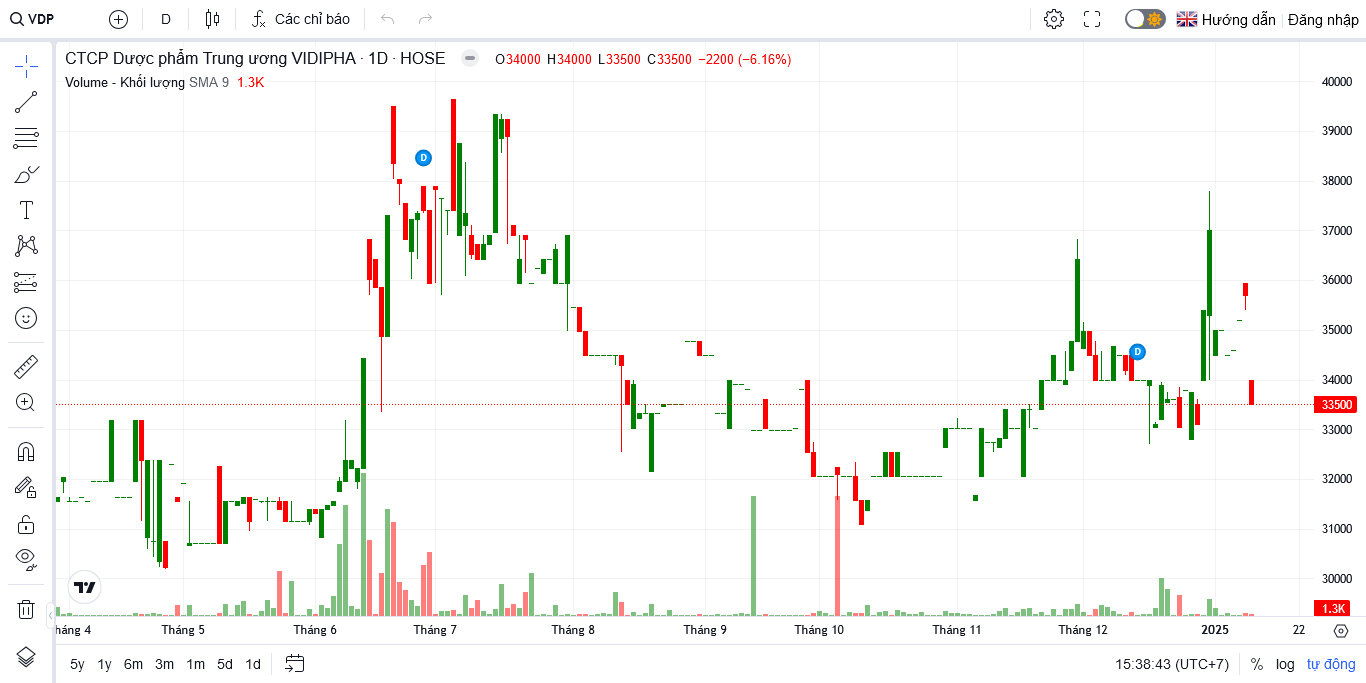 VDP D Các chỉ báo Hướng dẫn Đăng nhập
CTCP Dược phẩm Trung ương VIDIPHA · 1D · HOSE O34000 H34000 L33500 C33500 −2200 (−6.16%)
Volume - Khối lượng SMA 9 1.3K
40000
39000
D
38000
37000
36000
35000
D
34000
33500
33000
32000
31000
30000
1.3K
háng 4 Tháng 5 Tháng 6 Tháng 7 Tháng 8 Tháng 9 Tháng 10 Tháng 11 Tháng 12 2025 22
5y 1y 6m 3m 1m 5d 1d 15:38:43 (UTC+7) % log tự động